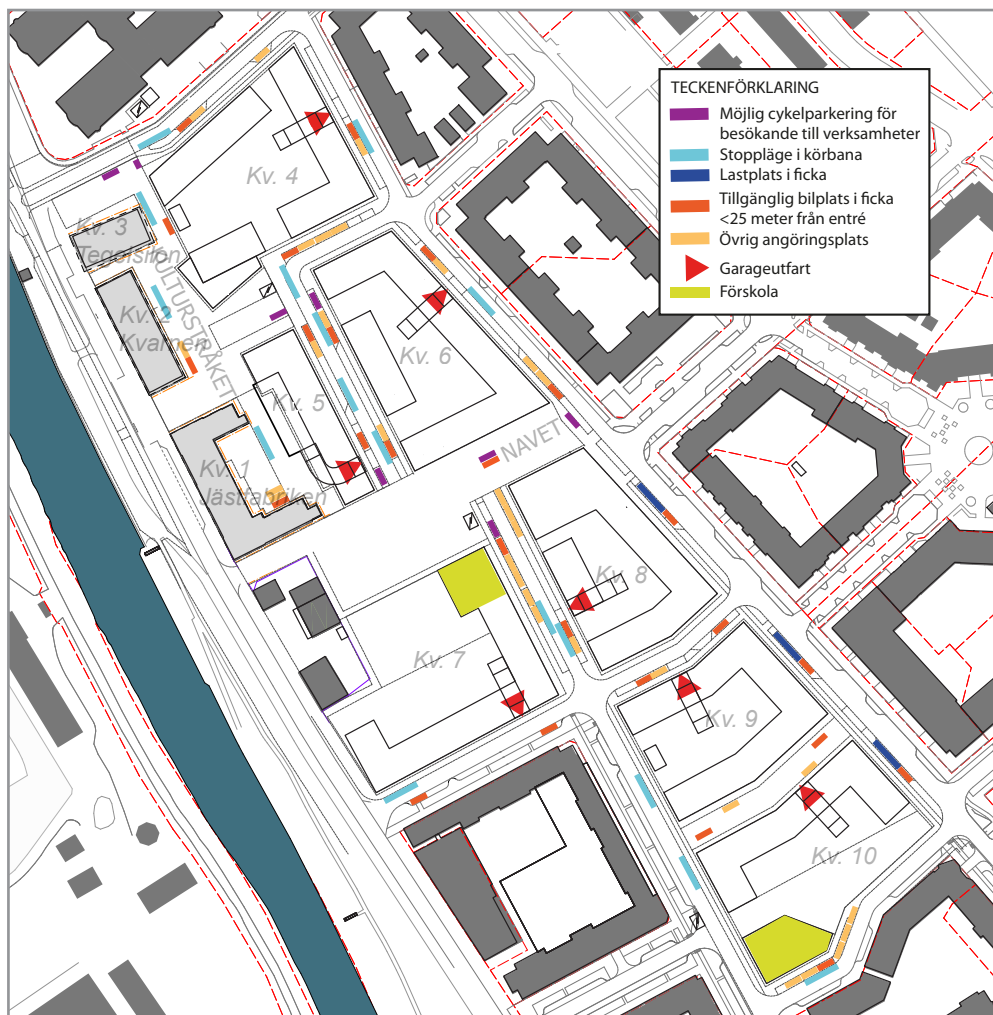 TECKENFÖRKLARING
Möjlig cykelparkering för
besökande till verksamheter
Stoppläge i körbana
Lastplats i ficka
Tillgänglig bilplats i ficka
<25 meter från entré
Övrig angöringsplats
Garageutfart
Förskola
Kv. 4
Kv. 3
Tegelsilon
KULTURSTRÅKET
Kv. 2
Kvarnen
Kv. 6
Kv. 5
NAVET
Kv. 1
Jästfabriken
Kv. 8
Kv. 7
Kv. 9
Kv. 10